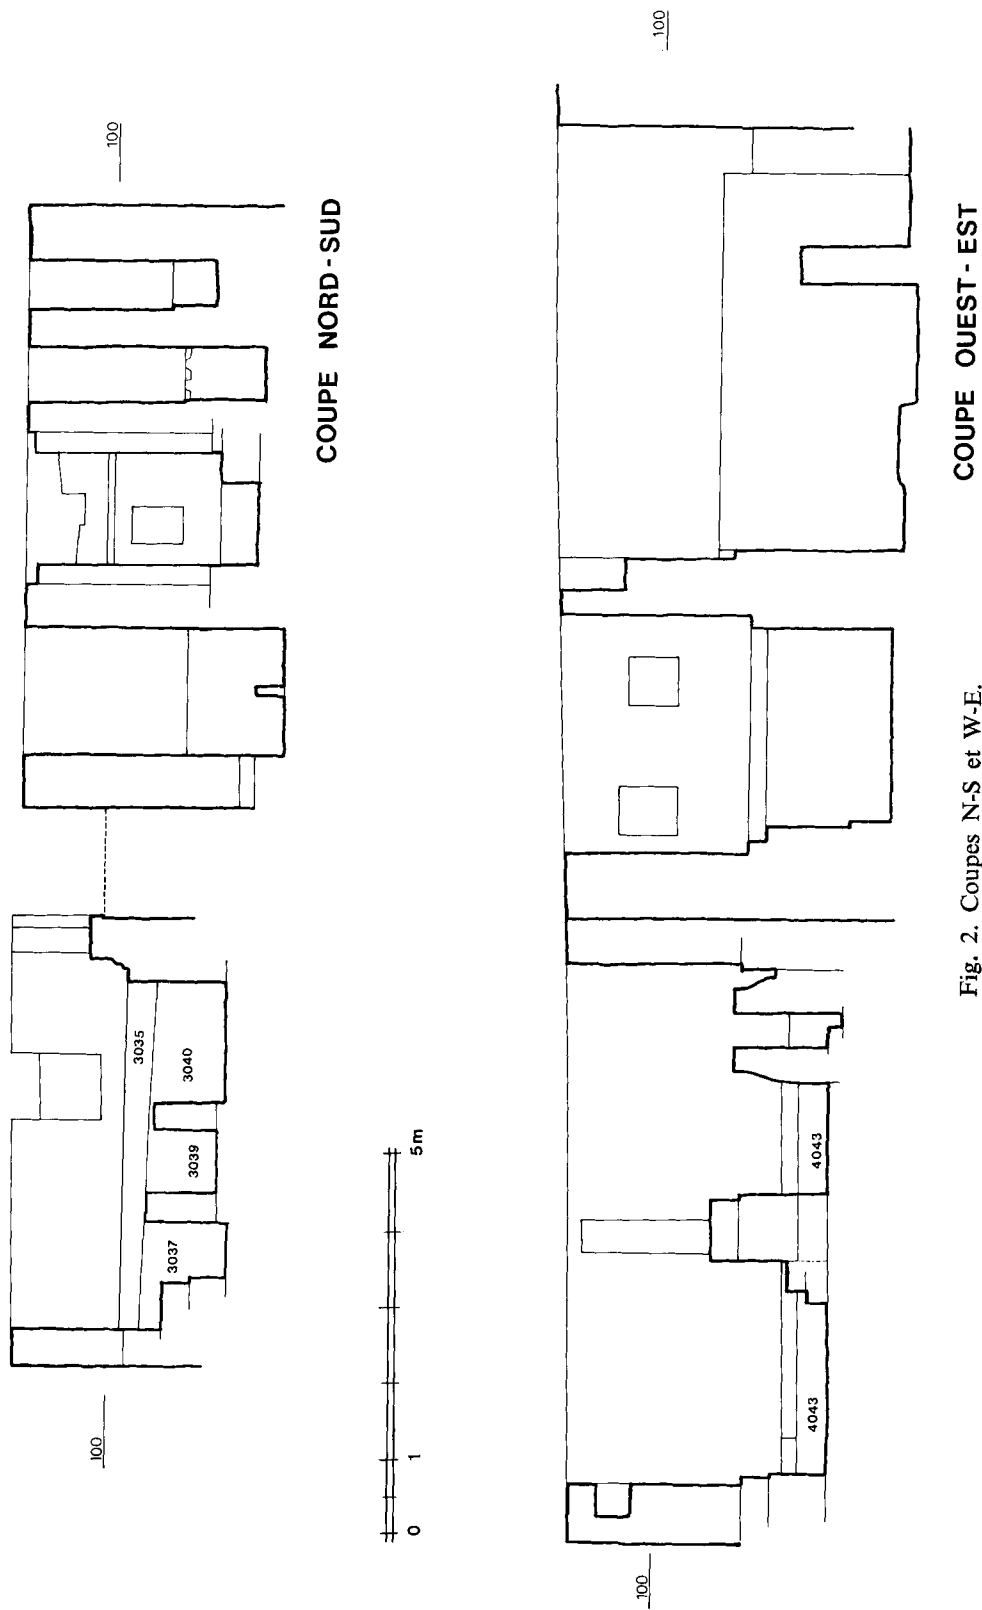 100
100
3037
3039
3035
3040
COUPE NORD-SUD
0 1 5m
100
100
4043
4043
COUPE OUEST-EST
Fig. 2. Coupes N-S et W-E.